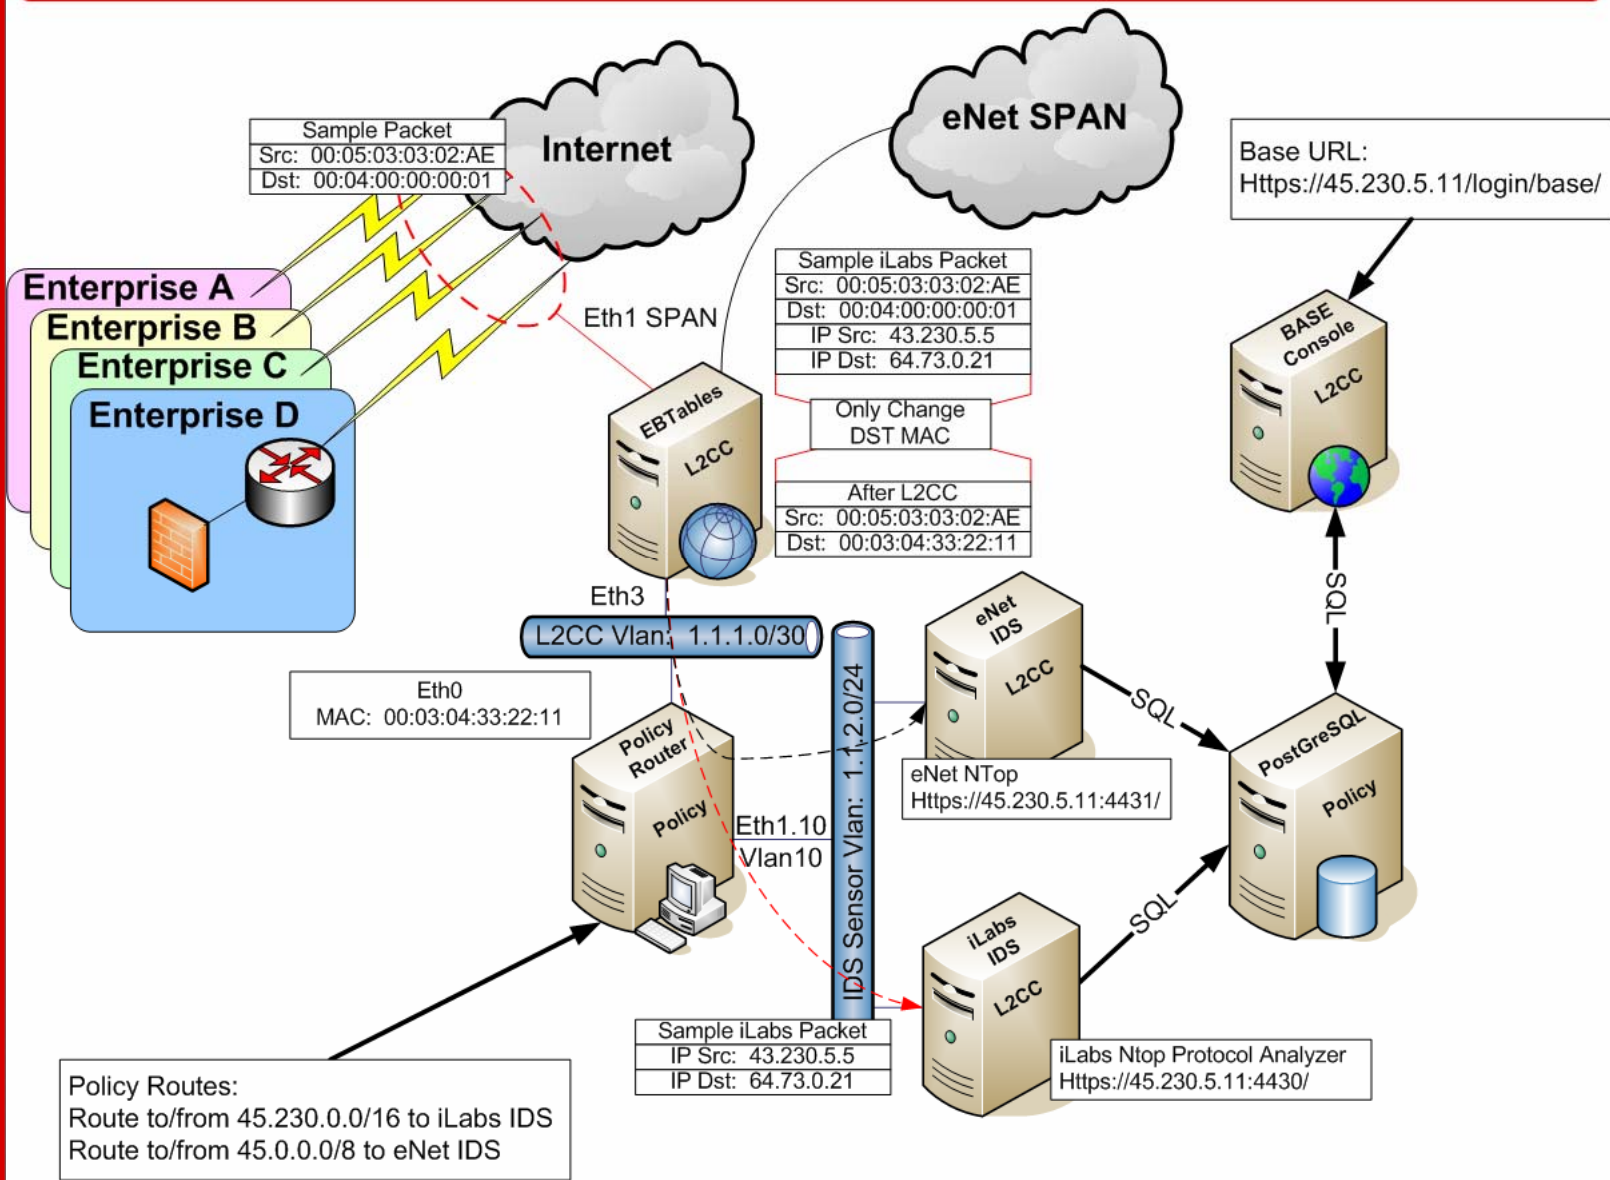 Internet
eNet SPAN
Sample Packet
Src: 00:05:03:03:02:AE
Dst: 00:04:00:00:00:01
Base URL:
Https://45.230.5.11/login/base/
Enterprise A
Enterprise B
Enterprise C
Enterprise D
Eth1 SPAN
Sample iLabs Packet
Src: 00:05:03:03:02:AE
Dst: 00:04:00:00:00:01
IP Src: 43.230.5.5
IP Dst: 64.73.0.21
Only Change
DST MAC
After L2CC
Src: 00:05:03:03:02:AE
Dst: 00:03:04:33:22:11
EBTables
L2CC
BASE
Console
L2CC
SQL
Eth3
L2CC Vlan: 1.1.1.0/30
Eth0
MAC: 00:03:04:33:22:11
IDS Sensor Vlan: 1.1.2.0/24
eNet
IDS
L2CC
SQL
eNet NTop
Https://45.230.5.11:4431/
PostGreSQL
Policy
Policy
Router
Policy
Eth1.10
Vlan10
iLabs
IDS
L2CC
SQL
iLabs Ntop Protocol Analyzer
Https://45.230.5.11:4430/
Sample iLabs Packet
IP Src: 43.230.5.5
IP Dst: 64.73.0.21
Policy Routes:
Route to/from 45.230.0.0/16 to iLabs IDS
Route to/from 45.0.0.0/8 to eNet IDS